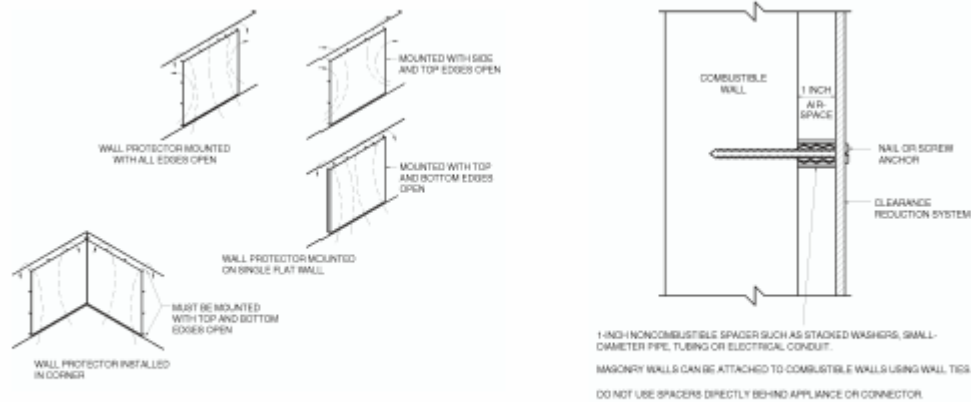 MOUNTED WITH SIDE
AND TOP EDGES OPEN
WALL PROTECTOR MOUNTED
WITH ALL EDGES OPEN
MOUNTED WITH TOP
AND BOTTOM EDGES
OPEN
WALL PROTECTOR MOUNTED
ON SINGLE FLAT WALL
MUST BE MOUNTED
WITH TOP AND BOTTOM
EDGES OPEN
WALL PROTECTOR INSTALLED
IN CORNER
COMBUSTIBLE
WALL
1 INCH
AIR-
SPACE
NAIL OR SCREW
ANCHOR
CLEARANCE
REDUCTION SYSTEM
1-INCH NONCOMBUSTIBLE SPACER SUCH AS STACKED WASHERS, SMALL-
DIAMETER PIPE, TUBING OR ELECTRICAL CONDUIT.
MASONRY WALLS CAN BE ATTACHED TO COMBUSTIBLE WALLS USING WALL TIES.
DO NOT USE SPACERS DIRECTLY BEHIND APPLIANCE OR CONNECTOR.